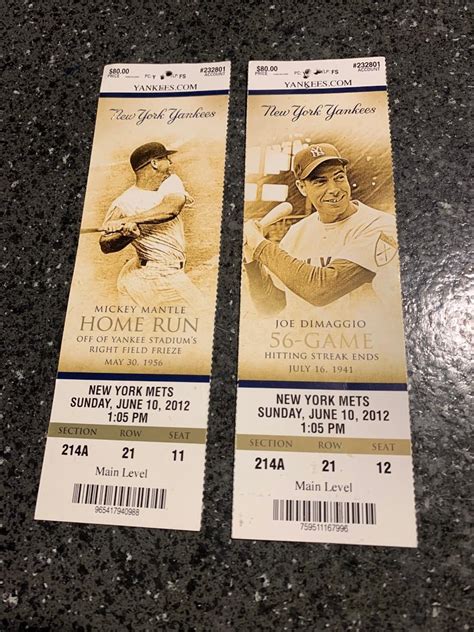 $80.00
PRICE
#232801
ACCOUNT
YANKEES.COM
New York Yankees
MICKEY MANTLE
HOME RUN
OFF OF YANKEE STADIUM'S
RIGHT FIELD FRIEZE
MAY 30, 1956
NEW YORK METS
SUNDAY, JUNE 10, 2012
1:05 PM
SECTION ROW SEAT
214A 21 11
Main Level
965417940988
$80.00
PRICE
#232801
ACCOUNT
YANKEES.COM
New York Yankees
JOE DIMAGGIO
56-GAME
HITTING STREAK ENDS
JULY 16, 1941
NEW YORK METS
SUNDAY, JUNE 10, 2012
1:05 PM
SECTION ROW SEAT
214A 21 12
Main Level
759511167996